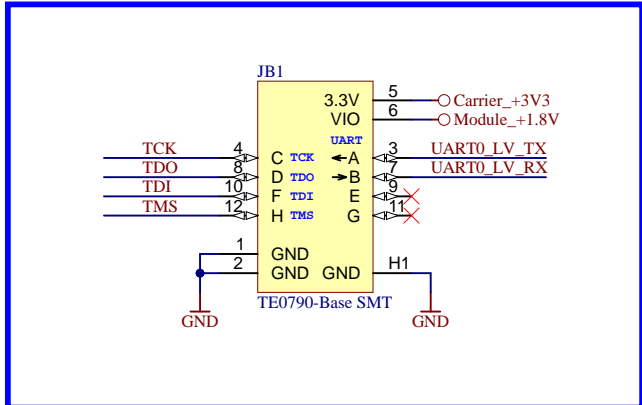 JB1
3.3V 5 Carrier_+3V3
VIO 6 Module_+1.8V
UART
TCK 4 C TCK A 3 UART0_LV_TX
TDO 8 D TDO B 7 UART0_LV_RX
TDI 10 F TDI E 9
TMS 12 H TMS G 11
1 GND
2 GND GND H1
TE0790-Base SMT
GND GND